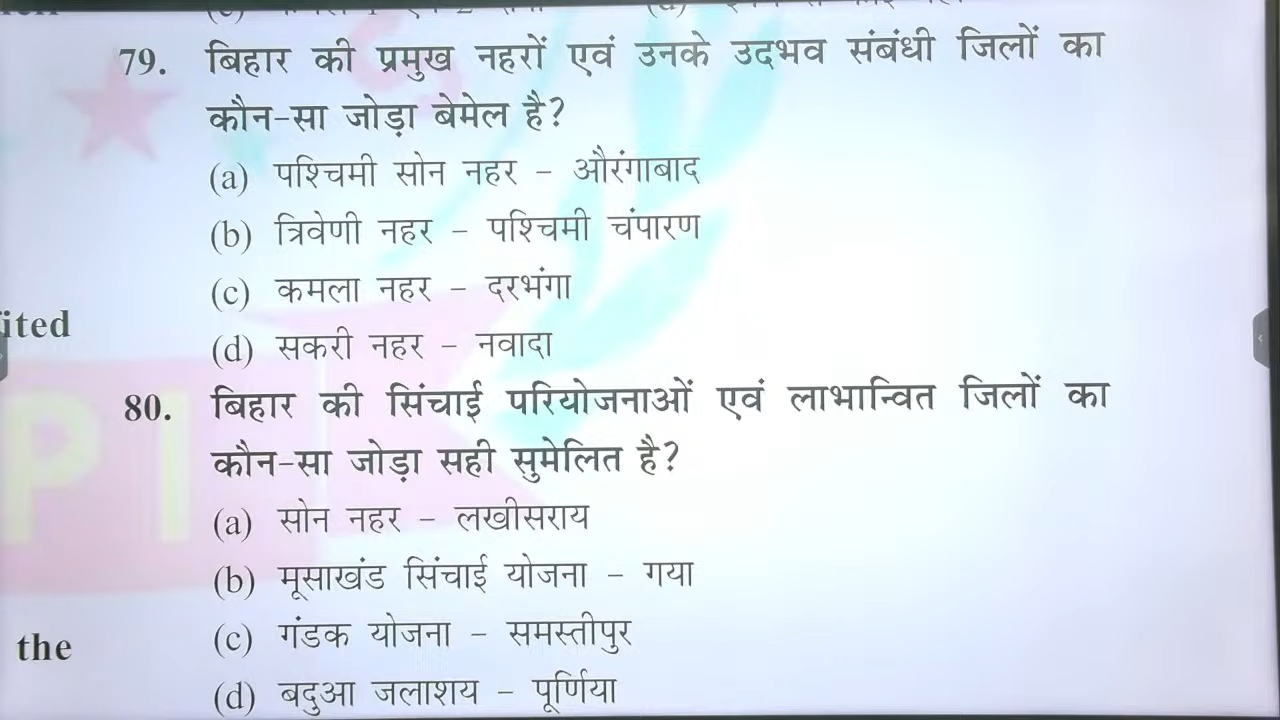 79. बिहार की प्रमुख नहरों एवं उनके उदभव संबंधी जिलों का
कौन-सा जोड़ा बेमेल है?
(a) पश्चिमी सोन नहर – औरंगाबाद
(b) त्रिवेणी नहर – पश्चिमी चंपारण
(c) कमला नहर – दरभंगा
(d) सकरी नहर – नवादा
ited
80. बिहार की सिंचाई परियोजनाओं एवं लाभान्वित जिलों का
कौन-सा जोड़ा सही सुमेलित है?
(a) सोन नहर – लखीसराय
(b) मूसाखंड सिंचाई योजना – गया
(c) गंडक योजना – समस्तीपुर
the
(d) बदुआ जलाशय – पूर्णिया
PI